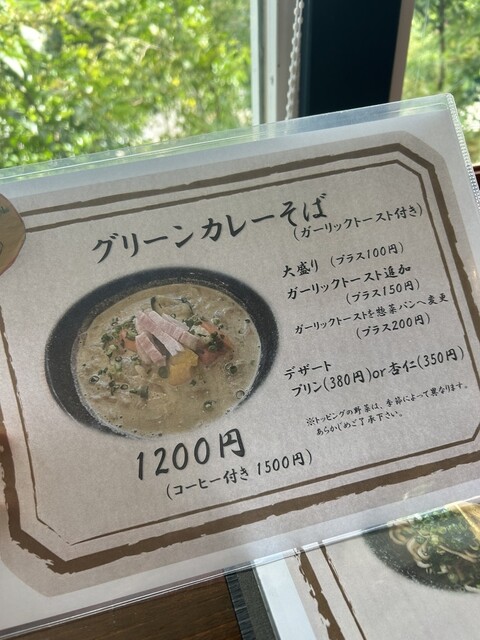 グリーンカレーそば
(ガーリックトースト付き)
大盛り (プラス100円)
ガーリックトースト追加
(プラス150円)
ガーリックトーストを惣菜パンへ変更
(プラス200円)
デザート
プリン(380円)or杏仁(350円)
※トッピングの野菜は、季節によって異なります。
あらかじめご了承下さい。
1200円
(コーヒー付き 1500円)